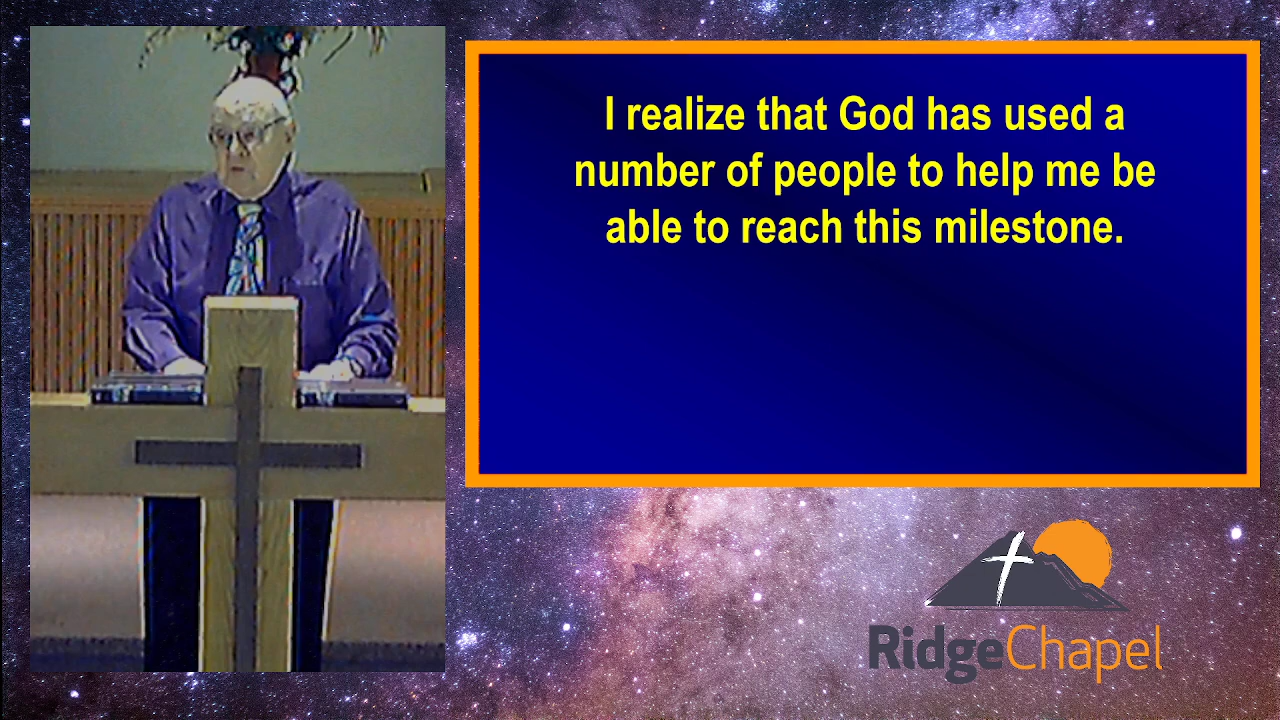 I realize that God has used a
number of people to help me be
able to reach this milestone.
RidgeChapel